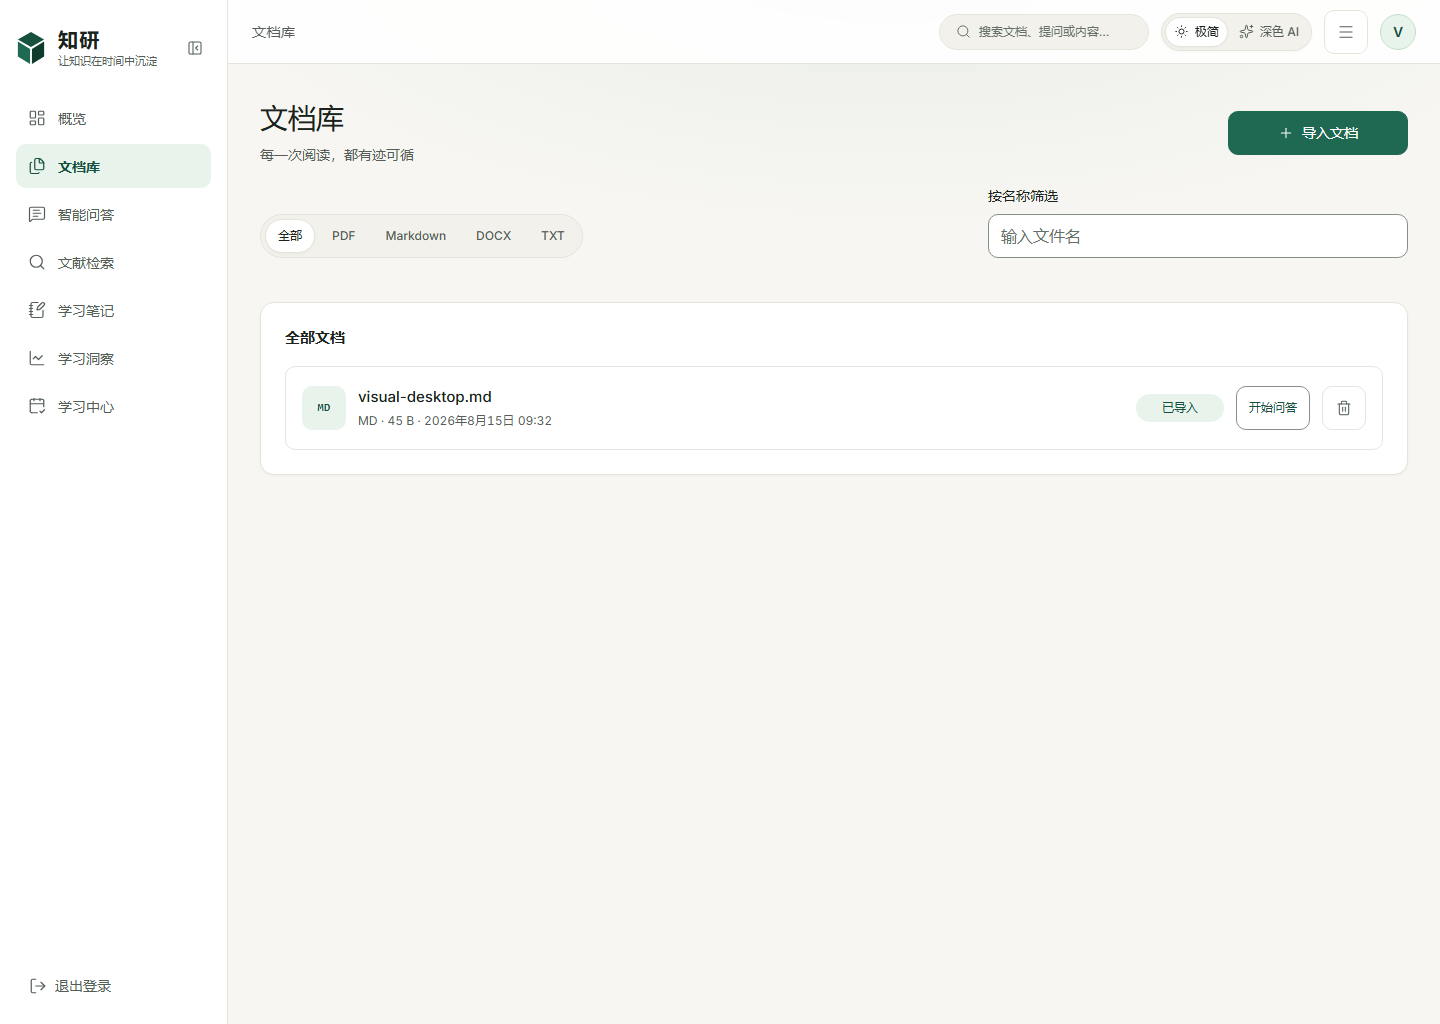 知研
让知识在时间中沉淀
概览
文档库
智能问答
文献检索
学习笔记
学习洞察
学习中心
退出登录
文档库
搜索文档、提问或内容...
极简
深色 AI
V
文档库
每一次阅读，都有迹可循
导入文档
全部
PDF
Markdown
DOCX
TXT
按名称筛选
输入文件名
全部文档
MD
visual-desktop.md
MD · 45 B · 2026年8月15日 09:32
已导入
开始问答